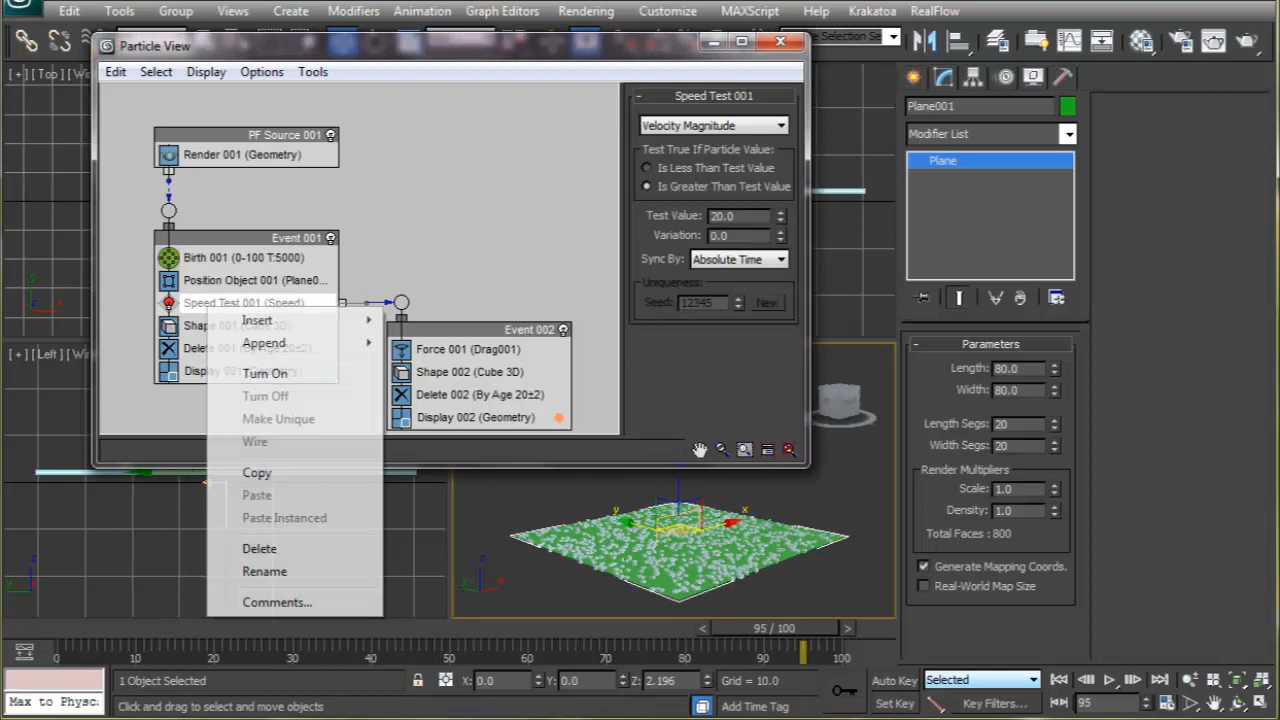 Edit Tools Group Views Create Modifiers Animation Graph Editors Rendering Customize MAXScript Help Krakatoa RealFlow
Particle View
Edit Select Display Options Tools
[+] [Top]
[+] [Left]
PF Source 001
Render 001 (Geometry)
Event 001
Birth 001 (0-100 T:5000)
Position Object 001 (Plane0...
Speed Test 001 (Speed)
Event 002
Force 001 (Drag001)
Shape 002 (Cube 3D)
Delete 002 (By Age 20±2)
Display 002 (Geometry)
Insert
Append
Turn On
Turn Off
Make Unique
Wire
Copy
Paste
Paste Instanced
Delete
Rename
Comments...
Speed Test 001
Velocity Magnitude
Test True If Particle Value:
Is Less Than Test Value
Is Greater Than Test Value
Test Value: 20.0
Variation: 0.0
Sync By: Absolute Time
Uniqueness:
Seed: 12345 New
Plane001
Modifier List
Plane
Parameters
Length: 80.0
Width: 80.0
Length Segs: 20
Width Segs: 20
Render Multipliers
Scale: 1.0
Density: 1.0
Total Faces : 800
Generate Mapping Coords.
Real-World Map Size
y x z
95 / 100
0 10 20 30 40 50 60 70 80 90 100
1 Object Selected X: 0.0 Y: 0.0 Z: 2.196 Grid = 10.0 Auto Key Selected
Max to Physc. Click and drag to select and move objects Add Time Tag Set Key Key Filters... 95